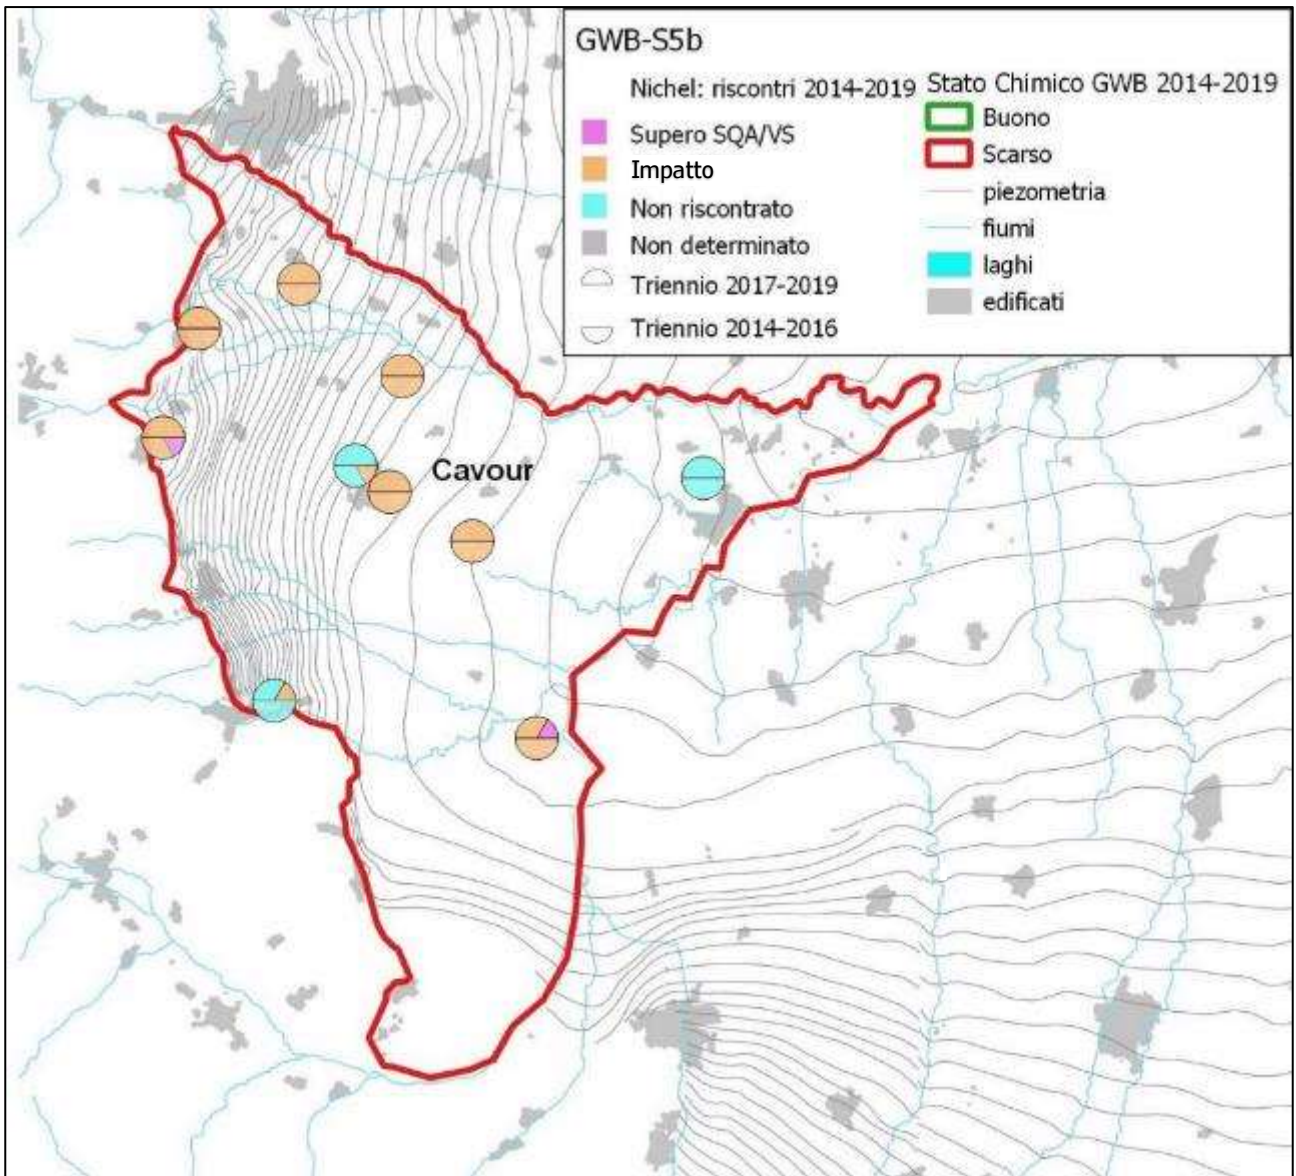 GWB-S5b
Nichel: riscontri 2014-2019
Supero SQA/VS
Impatto
Non riscontrato
Non determinato
Triennio 2017-2019
Triennio 2014-2016
Stato Chimico GWB 2014-2019
Buono
Scarso
piezometria
fiumi
laghi
edificati
Cavour